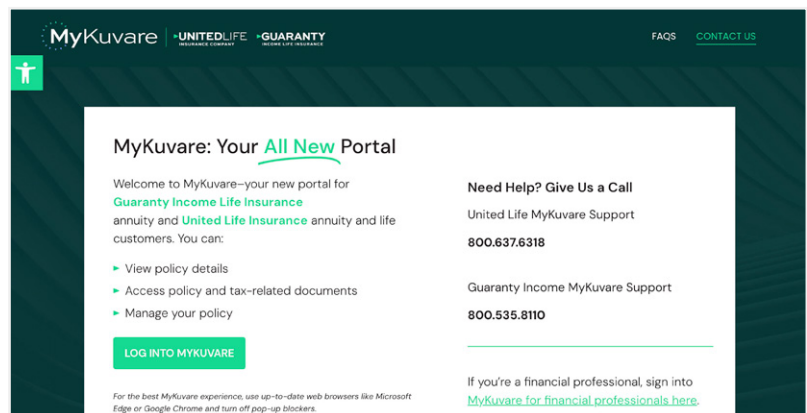 MyKuvare
UNITEDLIFE
INSURANCE COMPANY
GUARANTY
INCOME LIFE INSURANCE
FAQS
CONTACT US
MyKuvare: Your All New Portal
Welcome to MyKuvare–your new portal for
Guaranty Income Life Insurance
annuity and United Life Insurance annuity and life
customers. You can:
View policy details
Access policy and tax-related documents
Manage your policy
LOG INTO MYKUVARE
For the best MyKuvare experience, use up-to-date web browsers like Microsoft
Edge or Google Chrome and turn off pop-up blockers.
Need Help? Give Us a Call
United Life MyKuvare Support
800.637.6318
Guaranty Income MyKuvare Support
800.535.8110
If you're a financial professional, sign into
MyKuvare for financial professionals here.